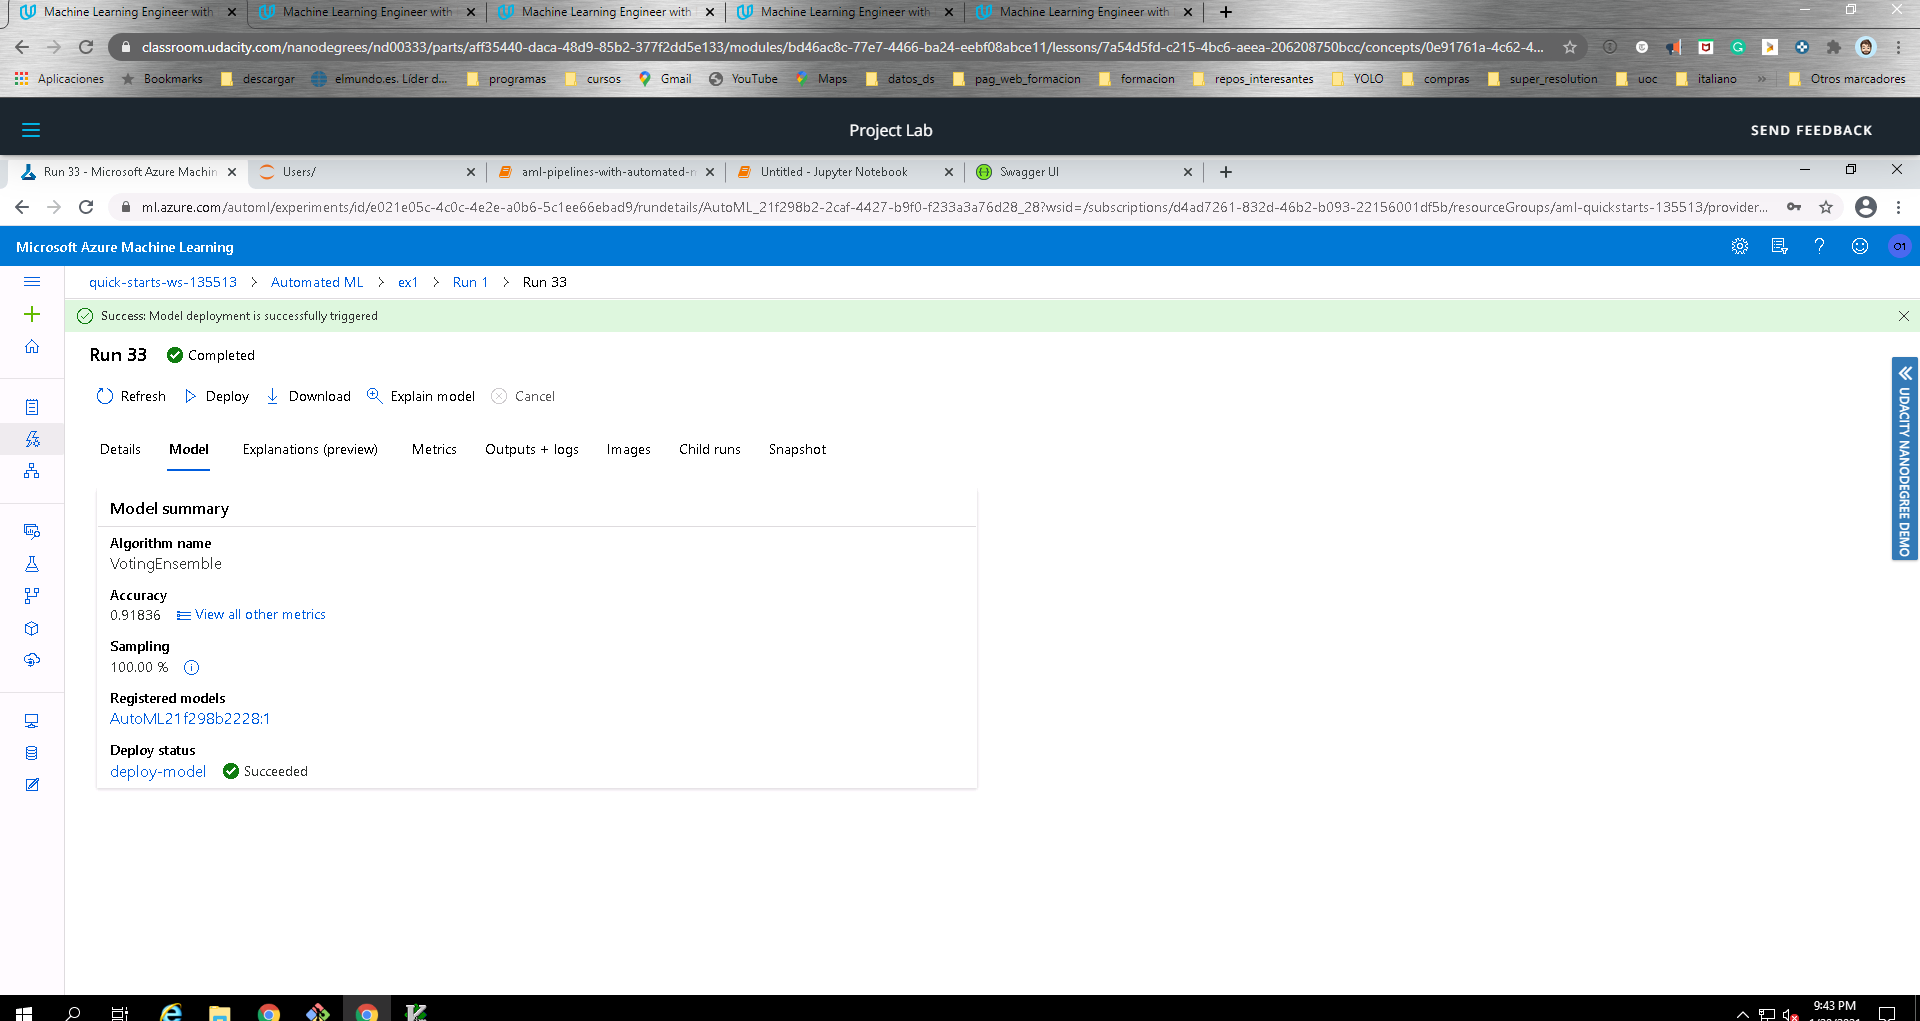 Machine Learning Engineer with
Machine Learning Engineer with
Machine Learning Engineer with
Machine Learning Engineer with
Machine Learning Engineer with
classroom.udacity.com/nanodegrees/nd00333/parts/aff35440-daca-48d9-85b2-377f2dd5e133/modules/bd46ac8c-77e7-4466-ba24-eebf08abce11/lessons/7a54d5fd-c215-4bc6-aeea-206208750bcc/concepts/0e91761a-4c62-4...
Aplicaciones Bookmarks descargar elmundo.es. Líder d... programas cursos Gmail YouTube Maps datos_ds pag_web_formacion formacion repos_interesantes YOLO compras super_resolution uoc italiano » Otros marcadores
Project Lab
SEND FEEDBACK
Run 33 - Microsoft Azure Machin
Users/
aml-pipelines-with-automated-m
Untitled - Jupyter Notebook
Swagger UI
ml.azure.com/automl/experiments/id/e021e05c-4c0c-4e2e-a0b6-5c1ee66ebad9/rundetails/AutoML_21f298b2-2caf-4427-b9f0-f233a3a76d28_28?wsid=/subscriptions/d4ad7261-832d-46b2-b093-22156001df5b/resourceGroups/aml-quickstarts-135513/provider...
Microsoft Azure Machine Learning
O1
quick-starts-ws-135513 > Automated ML > ex1 > Run 1 > Run 33
Success: Model deployment is successfully triggered
Run 33 Completed
Refresh Deploy Download Explain model Cancel
Details Model Explanations (preview) Metrics Outputs + logs Images Child runs Snapshot
Model summary
Algorithm name
VotingEnsemble
Accuracy
0.91836 View all other metrics
Sampling
100.00 %
Registered models
AutoML21f298b2228:1
Deploy status
deploy-model Succeeded
UDACITY NANODEGREE DEMO
9:43 PM